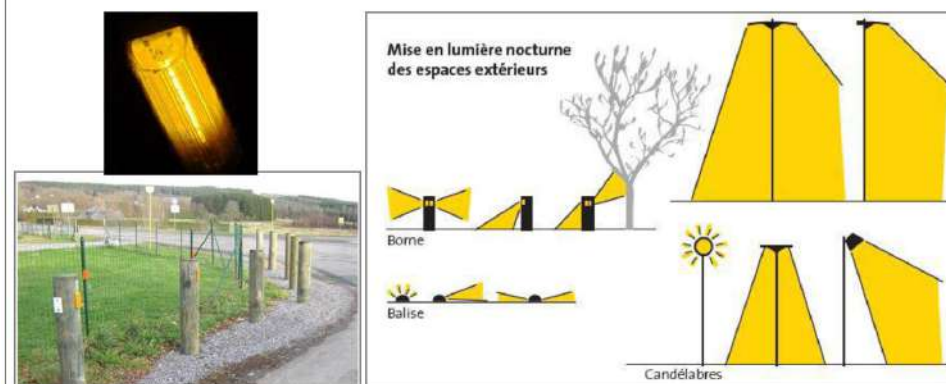 Mise en lumière nocturne
des espaces extérieurs
Borne
Balise
Candélabres